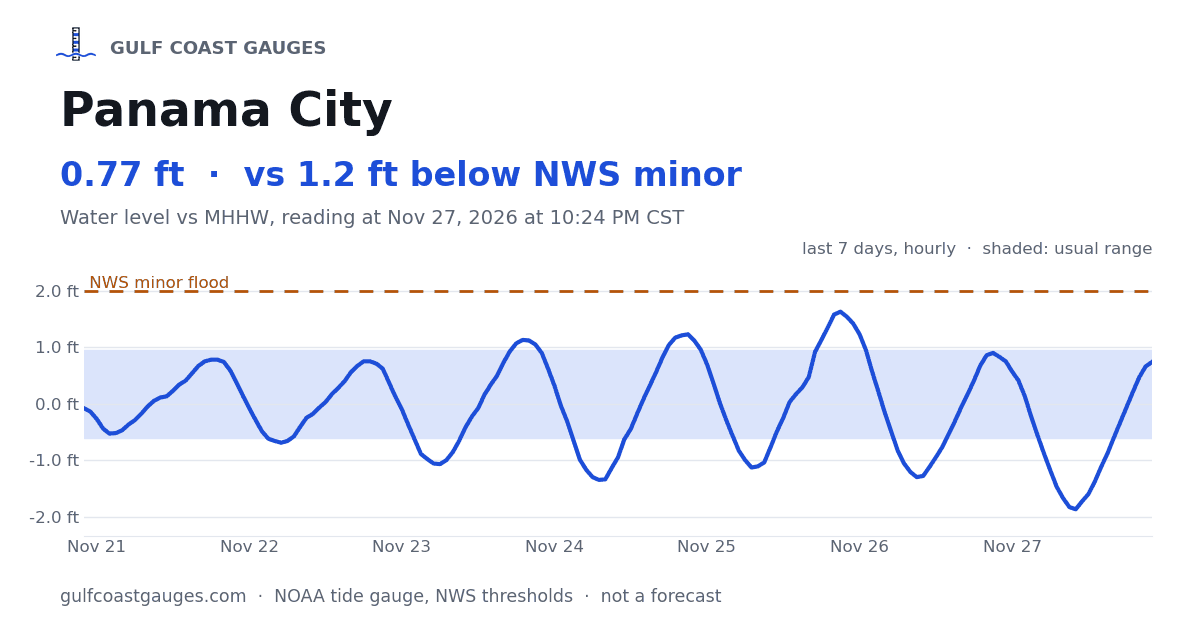 GULF COAST GAUGES
Panama City
0.77 ft · vs 1.2 ft below NWS minor
Water level vs MHHW, reading at Nov 27, 2026 at 10:24 PM CST
last 7 days, hourly · shaded: usual range
NWS minor flood
2.0 ft
1.0 ft
0.0 ft
-1.0 ft
-2.0 ft
Nov 21 Nov 22 Nov 23 Nov 24 Nov 25 Nov 26 Nov 27
gulfcoastgauges.com · NOAA tide gauge, NWS thresholds · not a forecast